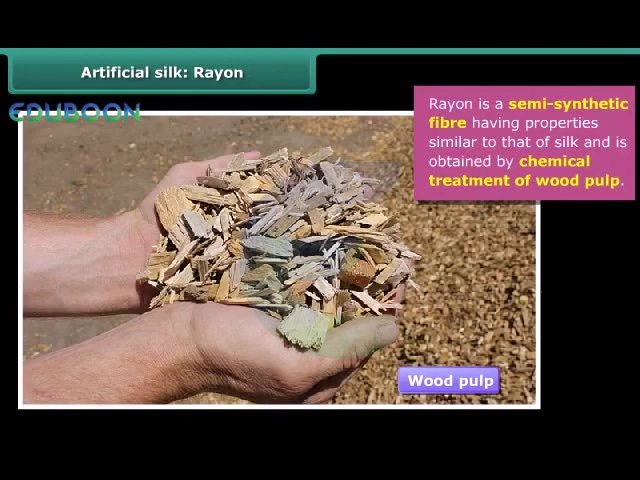 Artificial silk: Rayon
EDUBOON
Rayon is a semi-synthetic
fibre having properties
similar to that of silk and is
obtained by chemical
treatment of wood pulp.
Wood pulp